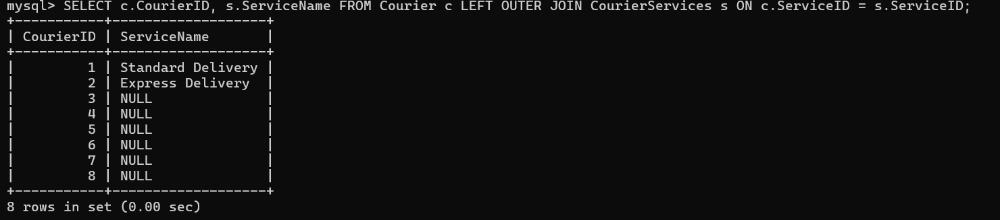 mysql> SELECT c.CourierID, s.ServiceName FROM Courier c LEFT OUTER JOIN CourierServices s ON c.ServiceID = s.ServiceID;
+-----------+------------------+
| CourierID | ServiceName      |
+-----------+------------------+
|         1 | Standard Delivery |
|         2 | Express Delivery  |
|         3 | NULL             |
|         4 | NULL             |
|         5 | NULL             |
|         6 | NULL             |
|         7 | NULL             |
|         8 | NULL             |
+-----------+------------------+
8 rows in set (0.00 sec)